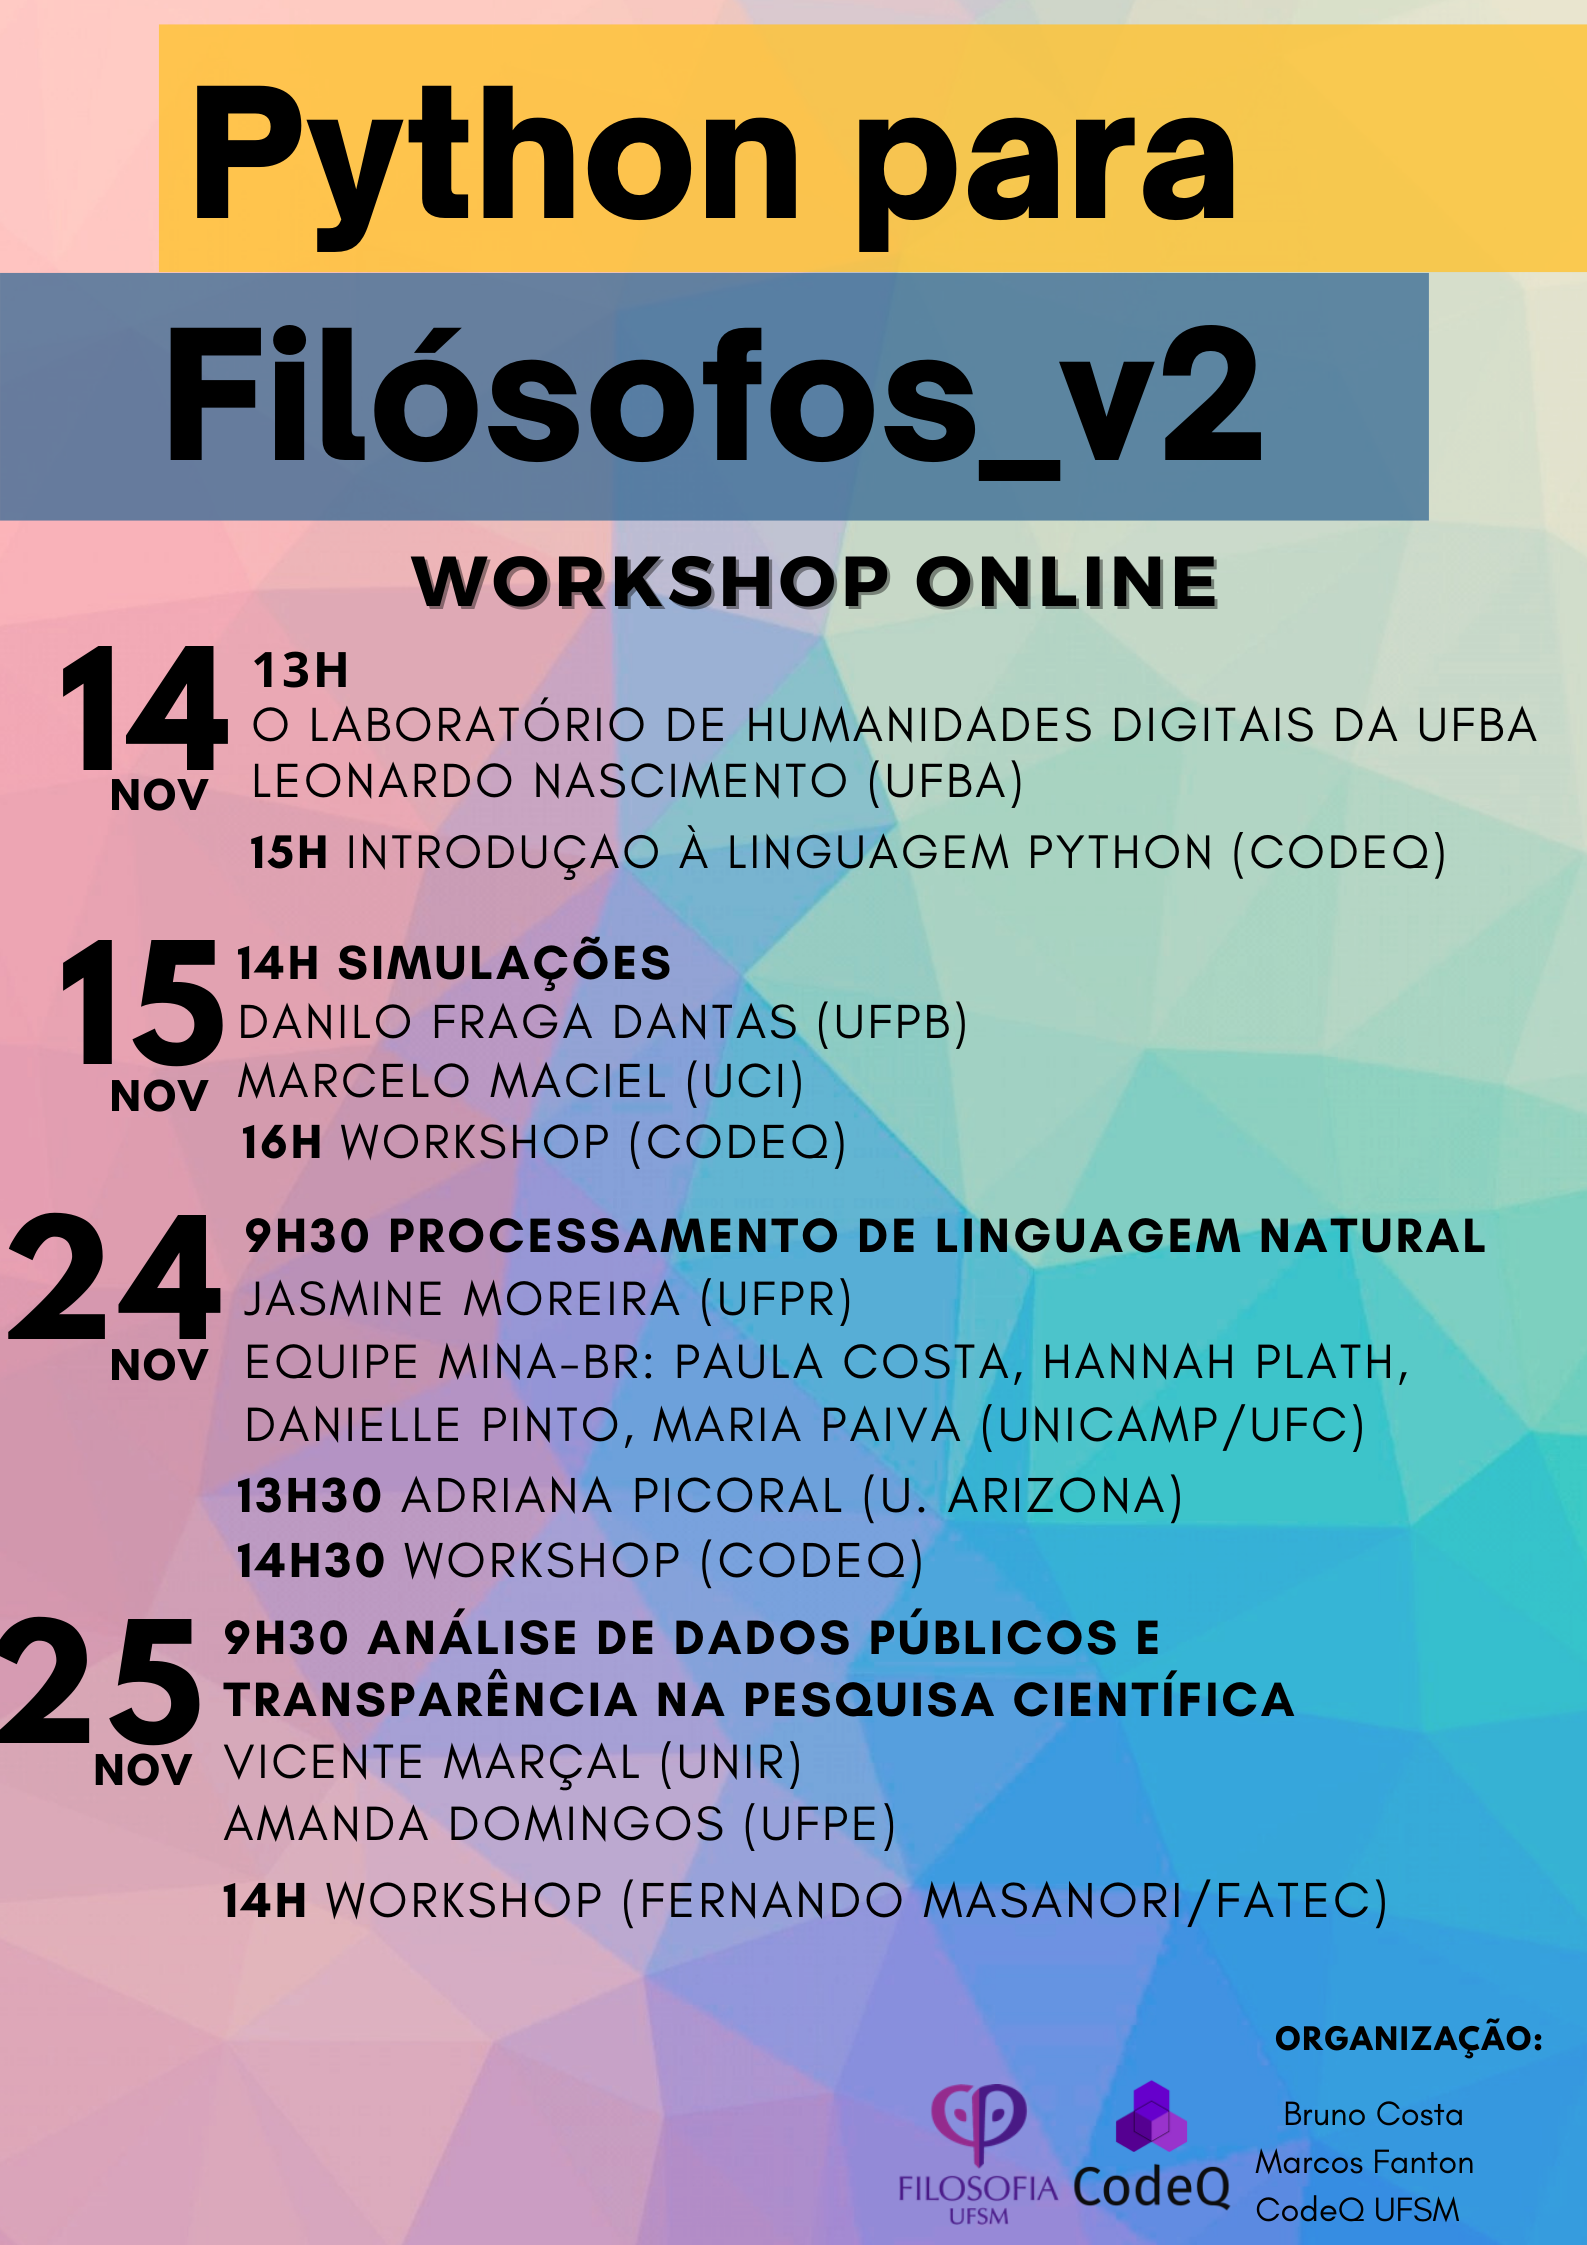 Python para
Filósofos_v2
WORKSHOP ONLINE
14
NOV
13H
O LABORATÓRIO DE HUMANIDADES DIGITAIS DA UFBA
LEONARDO NASCIMENTO (UFBA)
15H INTRODUÇAO À LINGUAGEM PYTHON (CODEQ)
15
NOV
14H SIMULAÇÕES
DANILO FRAGA DANTAS (UFPB)
MARCELO MACIEL (UCI)
16H WORKSHOP (CODEQ)
24
NOV
9H30 PROCESSAMENTO DE LINGUAGEM NATURAL
JASMINE MOREIRA (UFPR)
EQUIPE MINA-BR: PAULA COSTA, HANNAH PLATH,
DANIELLE PINTO, MARIA PAIVA (UNICAMP/UFC)
13H30 ADRIANA PICORAL (U. ARIZONA)
14H30 WORKSHOP (CODEQ)
25
NOV
9H30 ANÁLISE DE DADOS PÚBLICOS E
TRANSPARÊNCIA NA PESQUISA CIENTÍFICA
VICENTE MARÇAL (UNIR)
AMANDA DOMINGOS (UFPE)
14H WORKSHOP (FERNANDO MASANORI/FATEC)
ORGANIZAÇÃO:
Bruno Costa
Marcos Fanton
CodeQ UFSM
FILOSOFIA
UFSM
CodeQ